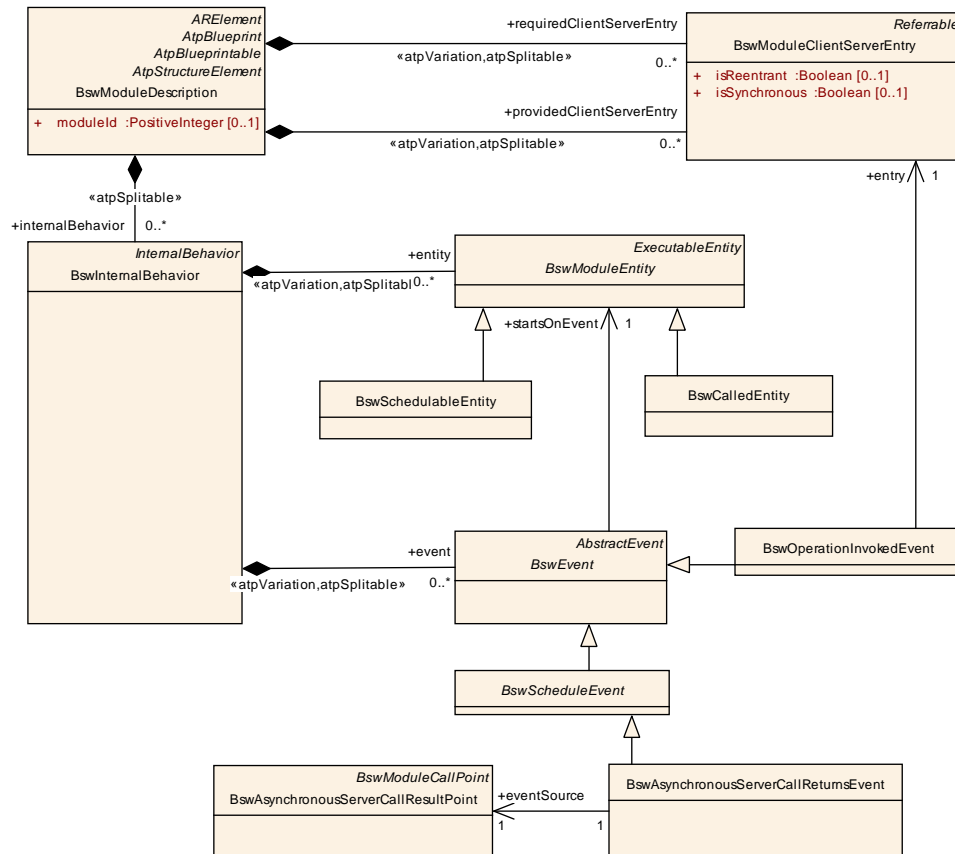 ARElement
AtpBlueprint
AtpBlueprintable
AtpStructureElement
BswModuleDescription
+ moduleId :PositiveInteger [0..1]
+requiredClientServerEntry
«atpVariation,atpSplitable»
0..*
+providedClientServerEntry
«atpVariation,atpSplitable»
0..*
Referrable
BswModuleClientServerEntry
+ isReentrant :Boolean [0..1]
+ isSynchronous :Boolean [0..1]
+entry
1
«atpSplitable»
+internalBehavior
0..*
InternalBehavior
BswInternalBehavior
+entity
«atpVariation,atpSplitabl
0..*
ExecutableEntity
BswModuleEntity
+startsOnEvent
1
BswSchedulableEntity
BswCalledEntity
+event
«atpVariation,atpSplitable»
0..*
AbstractEvent
BswEvent
BswOperationInvokedEvent
BswScheduleEvent
BswModuleCallPoint
BswAsynchronousServerCallResultPoint
+eventSource
1
1
BswAsynchronousServerCallReturnsEvent